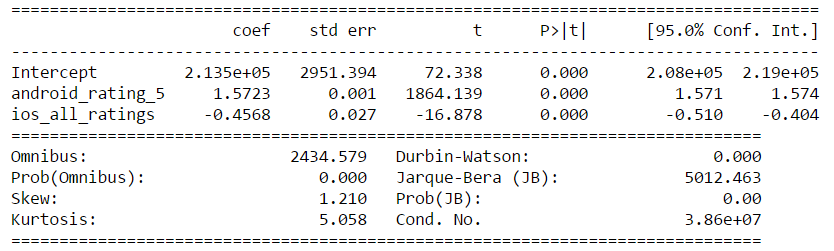 ==============================================================================
                    coef    std err          t      P>|t|      [95.0% Conf. Int.]
------------------------------------------------------------------------------
Intercept        2.135e+05   2951.394     72.338      0.000      2.08e+05  2.19e+05
android_rating_5    1.5723      0.001   1864.139      0.000         1.571     1.574
ios_all_ratings    -0.4568      0.027    -16.878      0.000        -0.510    -0.404
==============================================================================
Omnibus:                  2434.579   Durbin-Watson:                0.000
Prob(Omnibus):               0.000   Jarque-Bera (JB):          5012.463
Skew:                        1.210   Prob(JB):                      0.00
Kurtosis:                    5.058   Cond. No.                  3.86e+07
==============================================================================